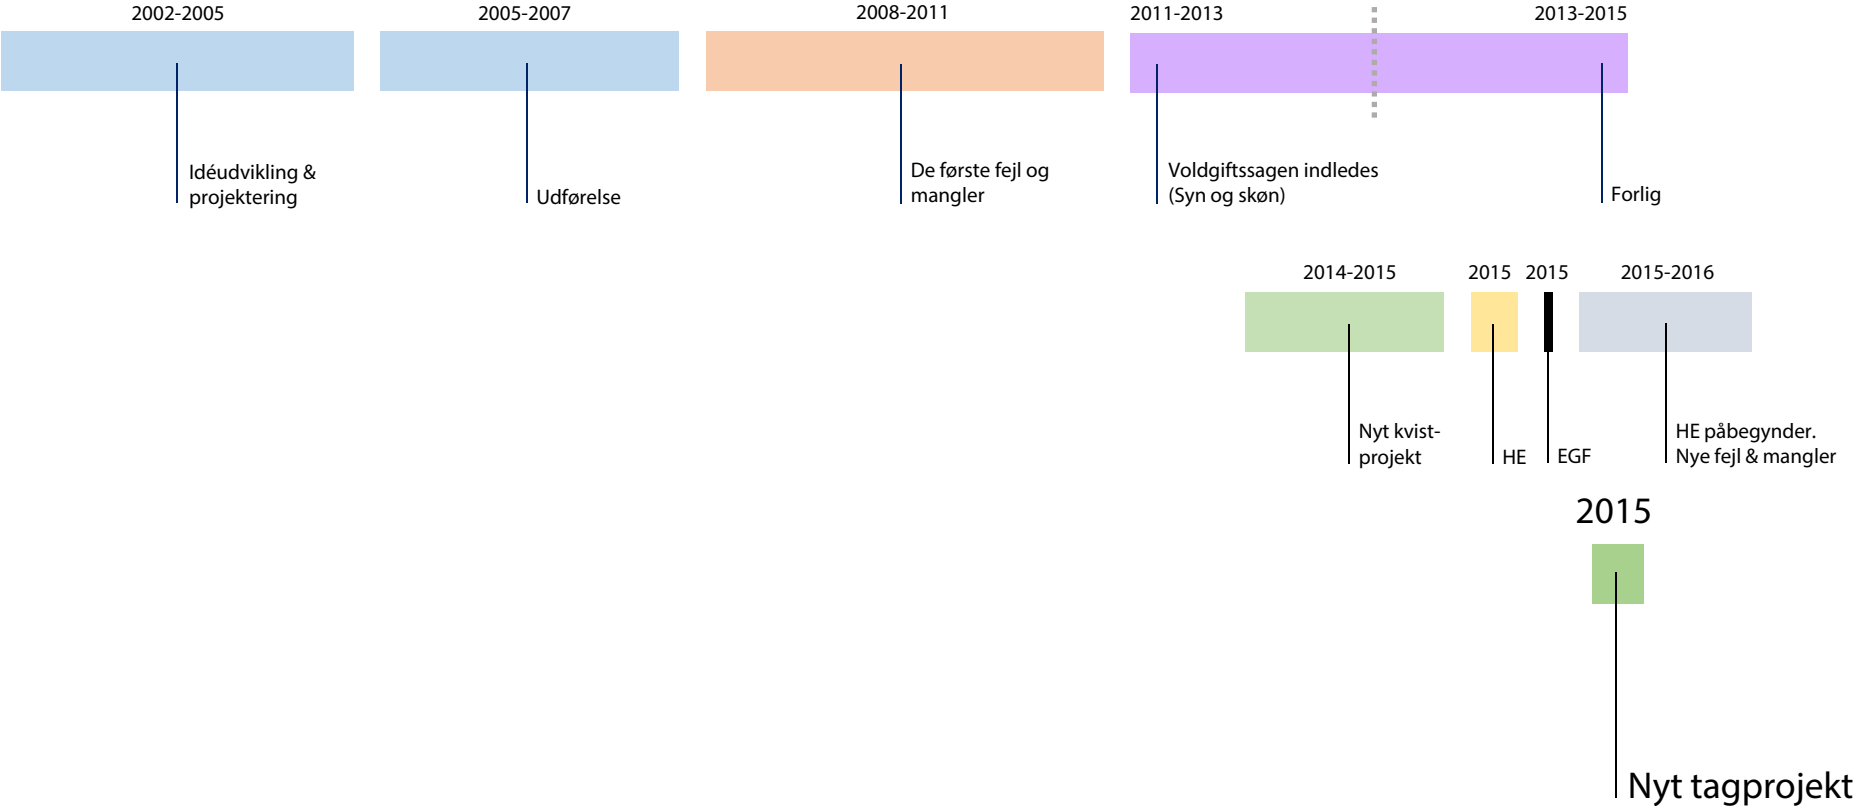 2002-2005
2005-2007
2008-2011
2011-2013
2013-2015
Idéudvikling &
projektering
Udførelse
De første fejl og
mangler
Voldgiftssagen indledes
(Syn og skøn)
Forlig
2014-2015
2015
2015
2015-2016
Nyt kvist-
projekt
HE
EGF
HE påbegynder.
Nye fejl & mangler
2015
Nyt tagprojekt